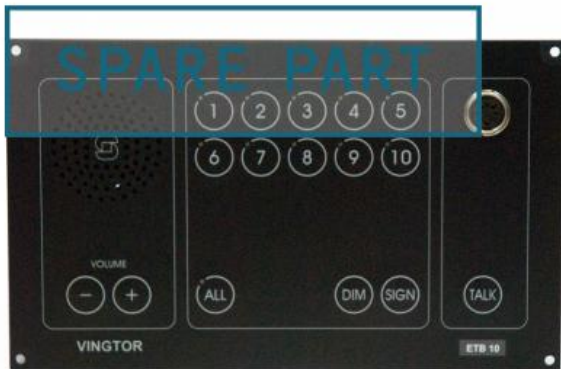 SPARE PART
1 2 3 4 5
6 7 8 9 10
VOLUME
- + ALL DIM SIGN TALK
VINGTOR ETB 10